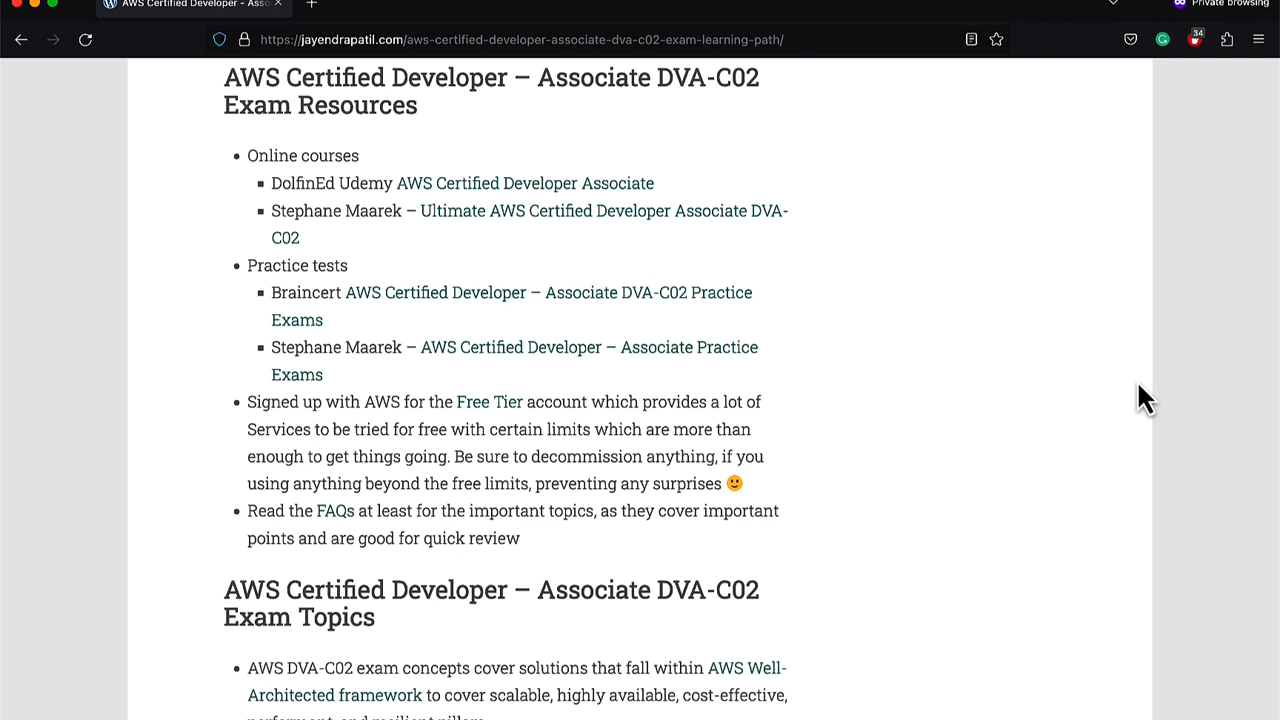 AWS Certified Developer - Asso
Private browsing
https://jayendrapatil.com/aws-certified-developer-associate-dva-c02-exam-learning-path/
34
AWS Certified Developer – Associate DVA-C02
Exam Resources
• Online courses
▪ DolfinEd Udemy AWS Certified Developer Associate
▪ Stephane Maarek – Ultimate AWS Certified Developer Associate DVA-
C02
• Practice tests
▪ Braincert AWS Certified Developer – Associate DVA-C02 Practice
Exams
▪ Stephane Maarek – AWS Certified Developer – Associate Practice
Exams
• Signed up with AWS for the Free Tier account which provides a lot of
Services to be tried for free with certain limits which are more than
enough to get things going. Be sure to decommission anything, if you
using anything beyond the free limits, preventing any surprises 🙂
• Read the FAQs at least for the important topics, as they cover important
points and are good for quick review
AWS Certified Developer – Associate DVA-C02
Exam Topics
• AWS DVA-C02 exam concepts cover solutions that fall within AWS Well-
Architected framework to cover scalable, highly available, cost-effective,
performant, and resilient pillars.